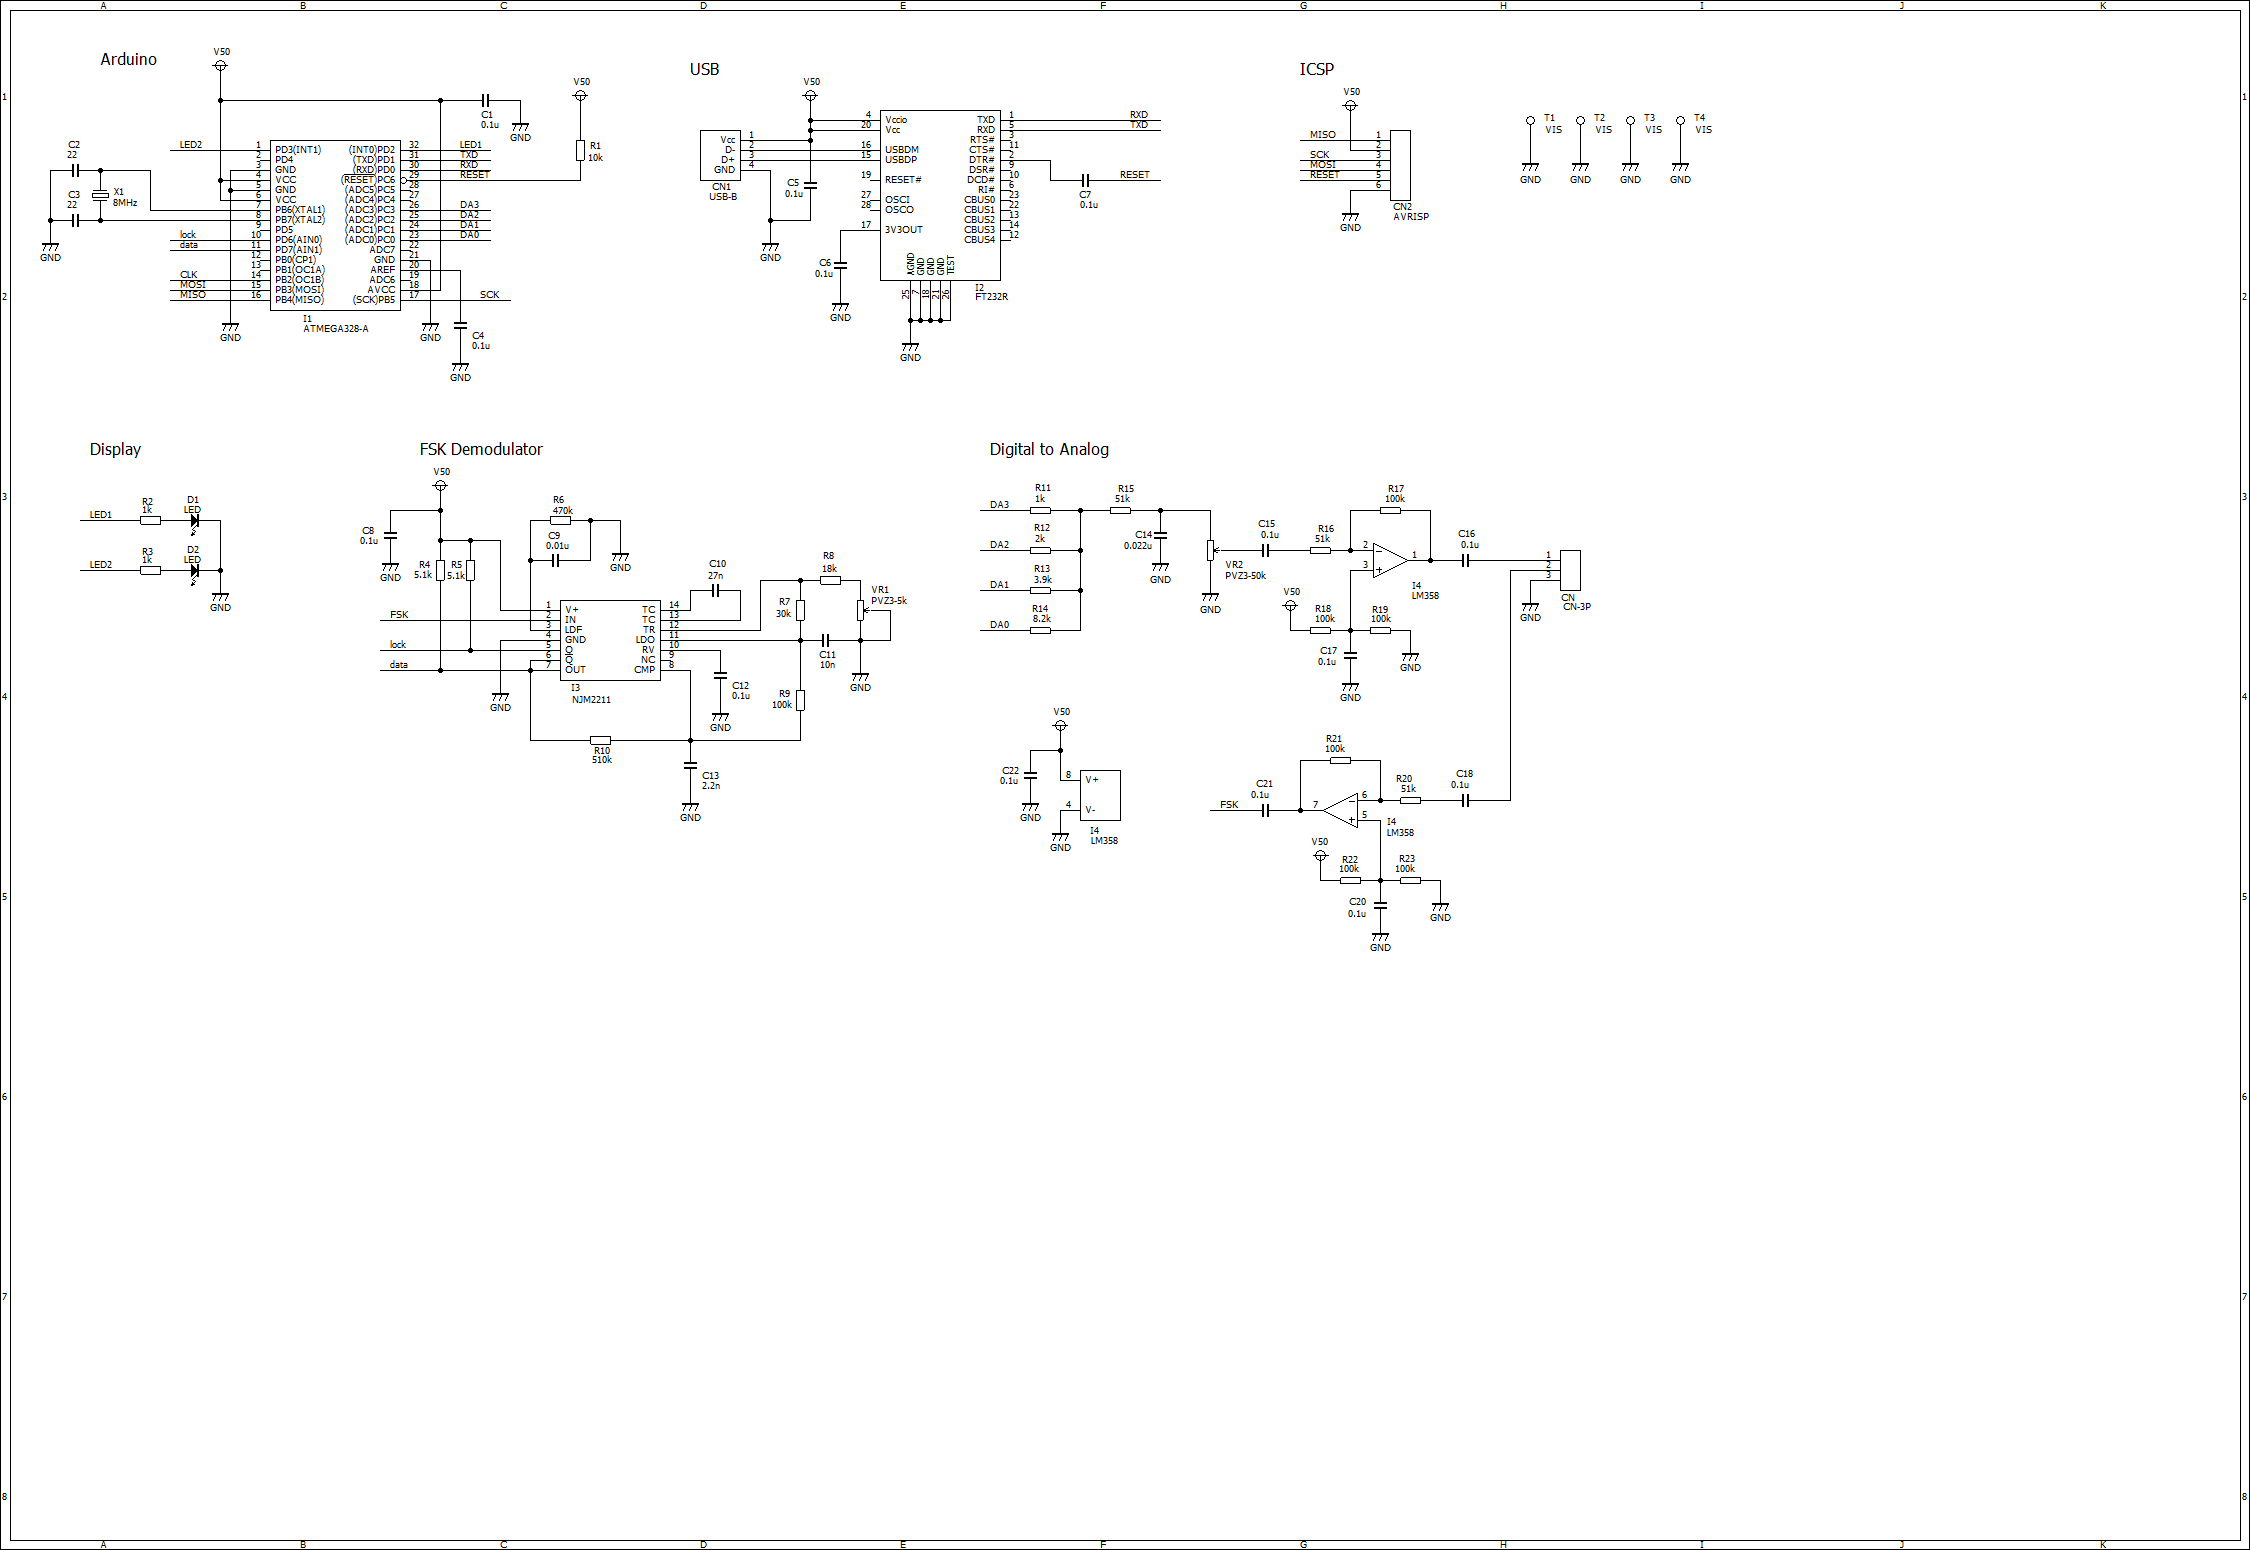 A B C D E F G H I J K
1 1
2 2
3 3
4 4
5 5
6 6
7 7
8 8
Arduino
V50
V50
C1
0.1u
GND
R1
10k
C2
22
C3
22
X1
8MHz
GND
LED2
lock
data
CLK
MOSI
MISO
1 PD3(INT1)
2 PD4
3 GND
4 VCC
5 GND
6 VCC
7 PB6(XTAL1)
8 PB7(XTAL2)
9 PD5
10 PD6(AIN0)
11 PD7(AIN1)
12 PB0(CP1)
13 PB1(OC1A)
14 PB2(OC1B)
15 PB3(MOSI)
16 PB4(MISO)
(INT0)PD2 32 LED1
(TXD)PD1 31 TXD
(RXD)PD0 30 RXD
(RESET)PC6 29 RESET
(ADC5)PC5 28
(ADC4)PC4 27
(ADC3)PC3 26 DA3
(ADC2)PC2 25 DA2
(ADC1)PC1 24 DA1
(ADC0)PC0 23 DA0
ADC7 22
GND 21
AREF 20
ADC6 19
AVCC 18
(SCK)PB5 17 SCK
I1
ATMEGA328-A
GND
GND
C4
0.1u
GND
USB
V50
Vcc 1
D- 2
D+ 3
GND 4
CN1
USB-B
C5
0.1u
GND
C6
0.1u
GND
4 Vccio
20 Vcc
16 USBDM
15 USBDP
19 RESET#
27 OSCI
28 OSCO
17 3V3OUT
TXD 1 RXD
RXD 5 TXD
RTS# 3
CTS# 11
DTR# 2
DSR# 9
DCD# 10
RI# 6
CBUS0 23
CBUS1 22
CBUS2 13
CBUS3 14
CBUS4 12
AGND GND GND GND TEST
25 7 18 21 26
I2
FT232R
GND
C7
0.1u
RESET
ICSP
V50
MISO 1
2
SCK 3
MOSI 4
RESET 5
6
CN2
AVRISP
GND
T1 T2 T3 T4
VIS VIS VIS VIS
GND GND GND GND
Display
LED1
R2
1k
D1
LED
LED2
R3
1k
D2
LED
GND
FSK Demodulator
V50
C8
0.1u
GND
R4
5.1k
R5
5.1k
R6
470k
C9
0.01u
GND
FSK
lock
data
1 V+
2 IN
3 LDF
4 GND
5 Q
6 Q
7 OUT
TC 14
TC 13
TR 12
LDO 11
RV 10
NC 9
CMP 8
I3
NJM2211
GND
C10
27n
R7
30k
R8
18k
VR1
PVZ3-5k
C11
10n
GND
C12
0.1u
GND
R9
100k
R10
510k
C13
2.2n
GND
Digital to Analog
DA3
R11
1k
DA2
R12
2k
DA1
R13
3.9k
DA0
R14
8.2k
R15
51k
C14
0.022u
GND
VR2
PVZ3-50k
GND
C15
0.1u
R16
51k
R17
100k
2
3
1
I4
LM358
C16
0.1u
1
2
3
CN
CN-3P
GND
V50
R18
100k
R19
100k
C17
0.1u
GND
GND
V50
C22
0.1u
GND
8 V+
4 V-
I4
LM358
GND
R21
100k
C21
0.1u
FSK
7
6
5
R20
51k
C18
0.1u
I4
LM358
V50
R22
100k
R23
100k
C20
0.1u
GND
GND
A B C D E F G H I J K